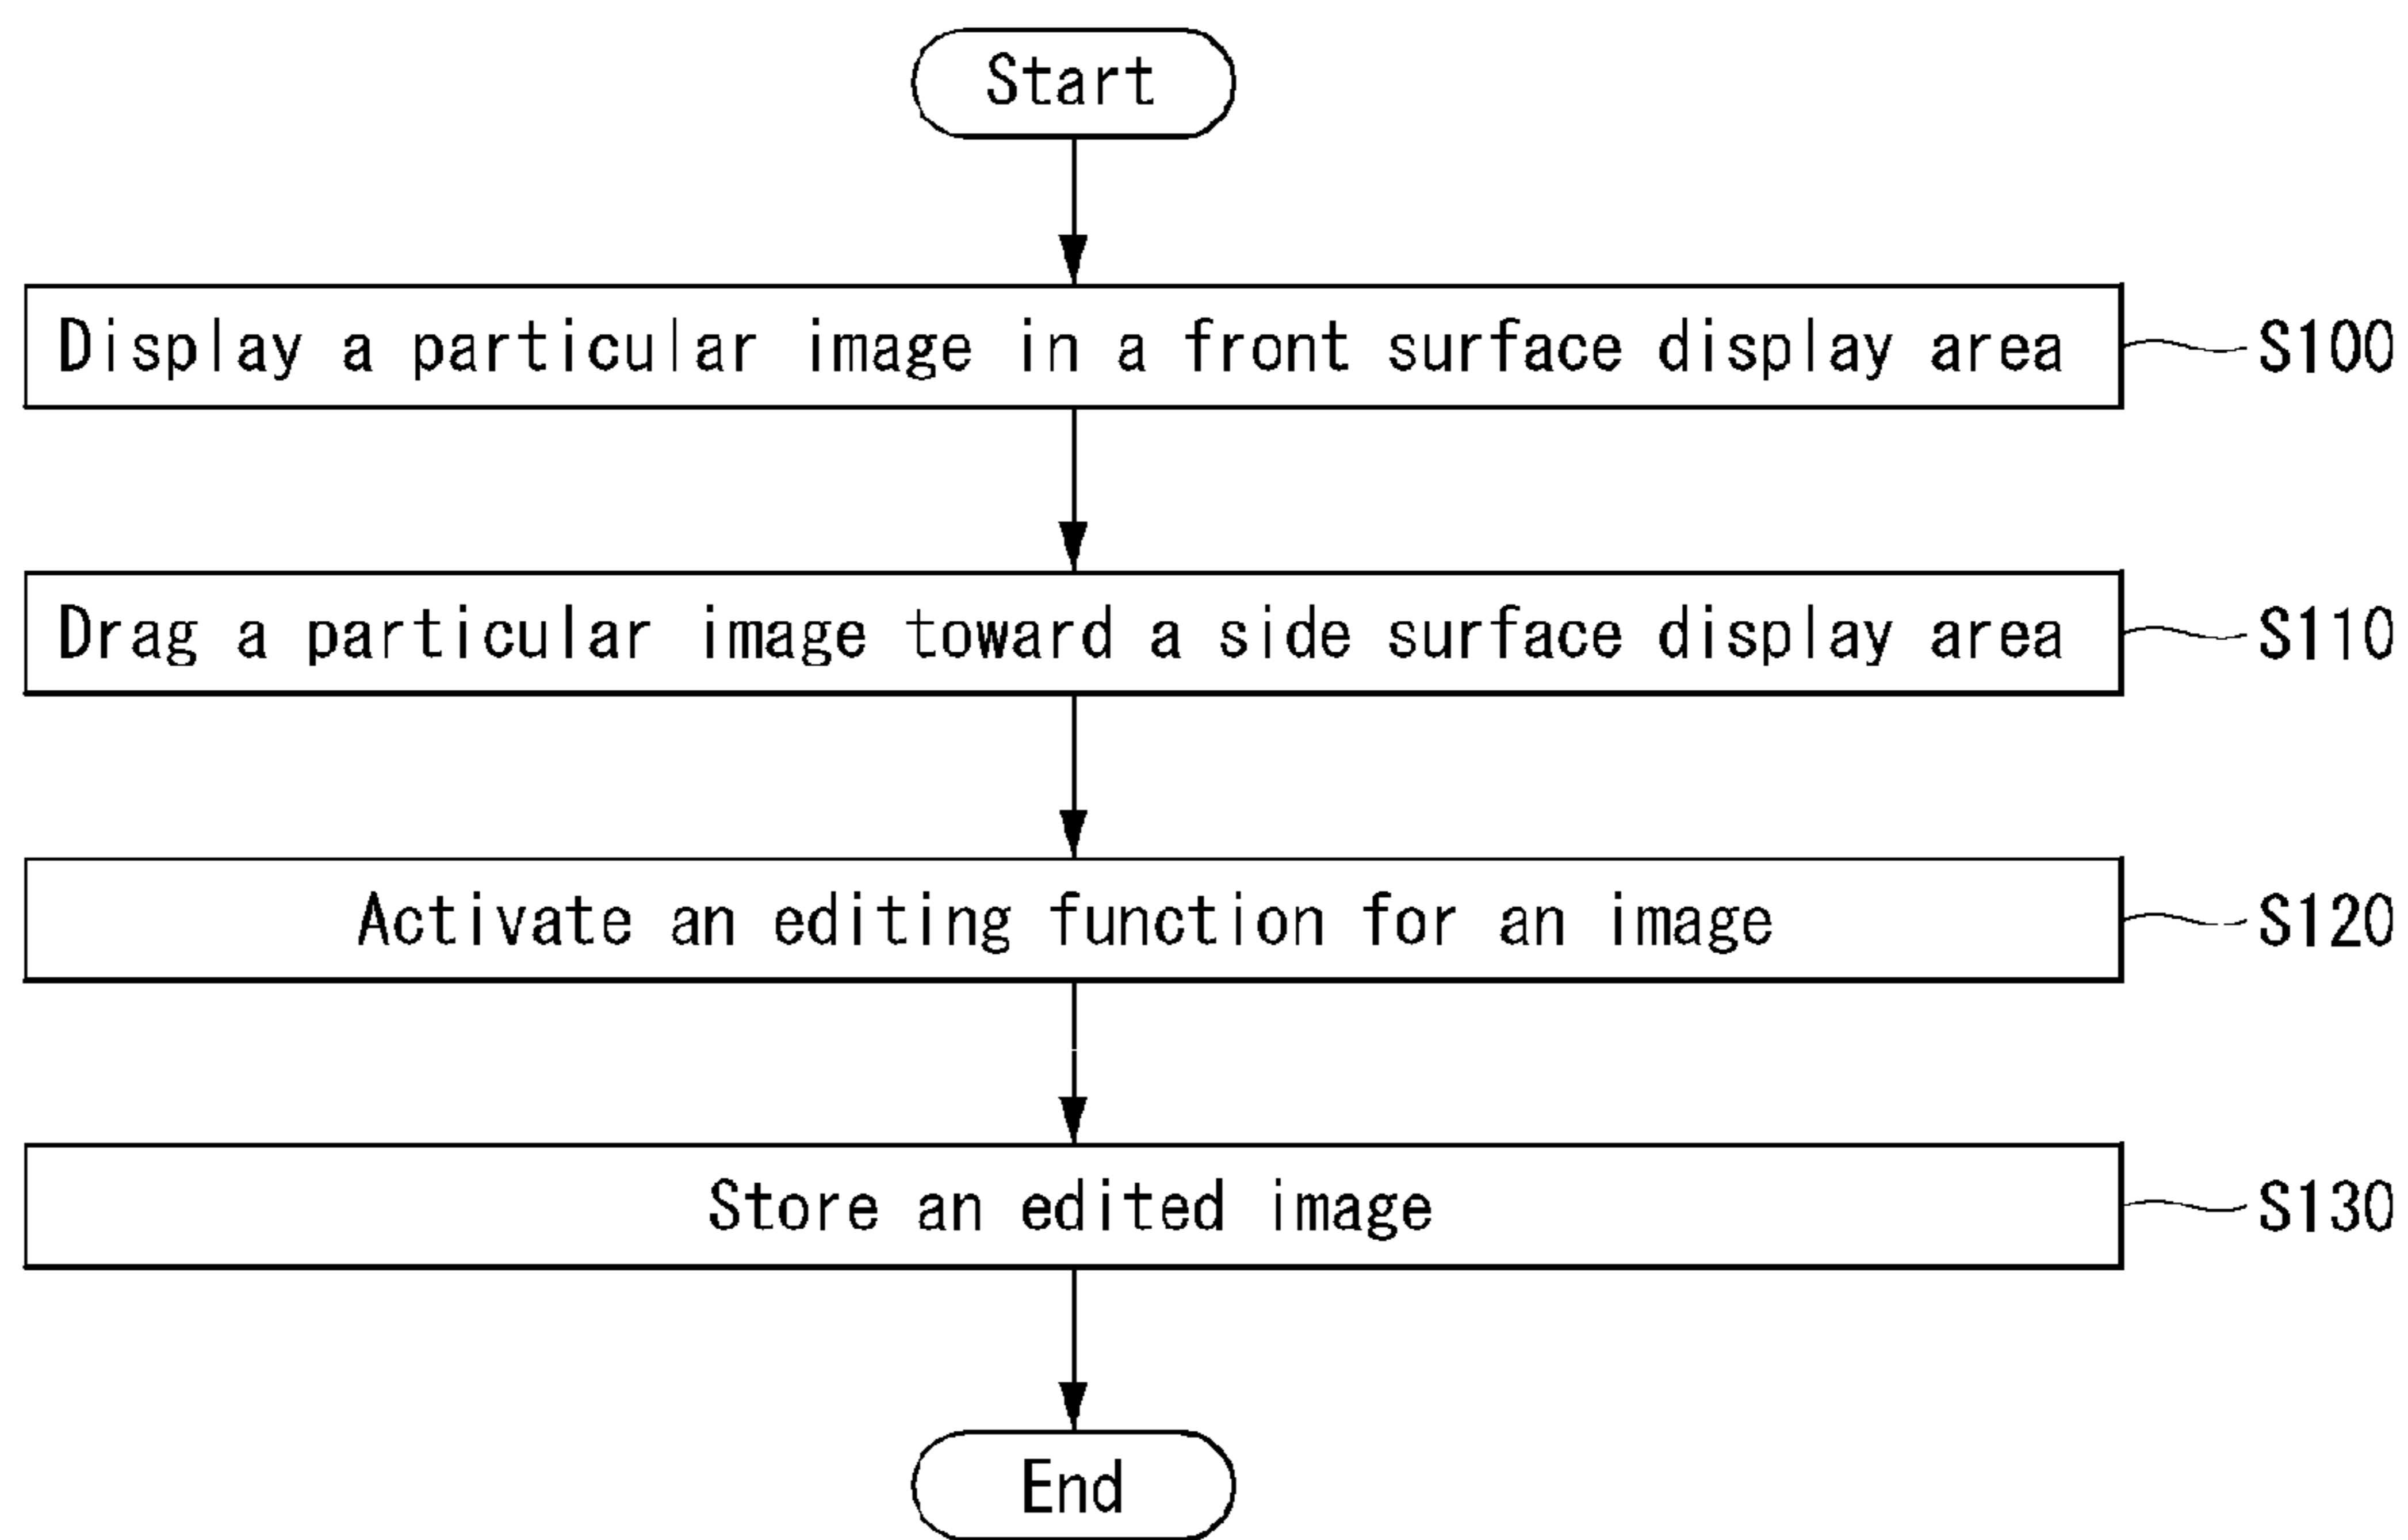 Start
Display a particular image in a front surface display area S100
Drag a particular image toward a side surface display area S110
Activate an editing function for an image S120
Store an edited image S130
End